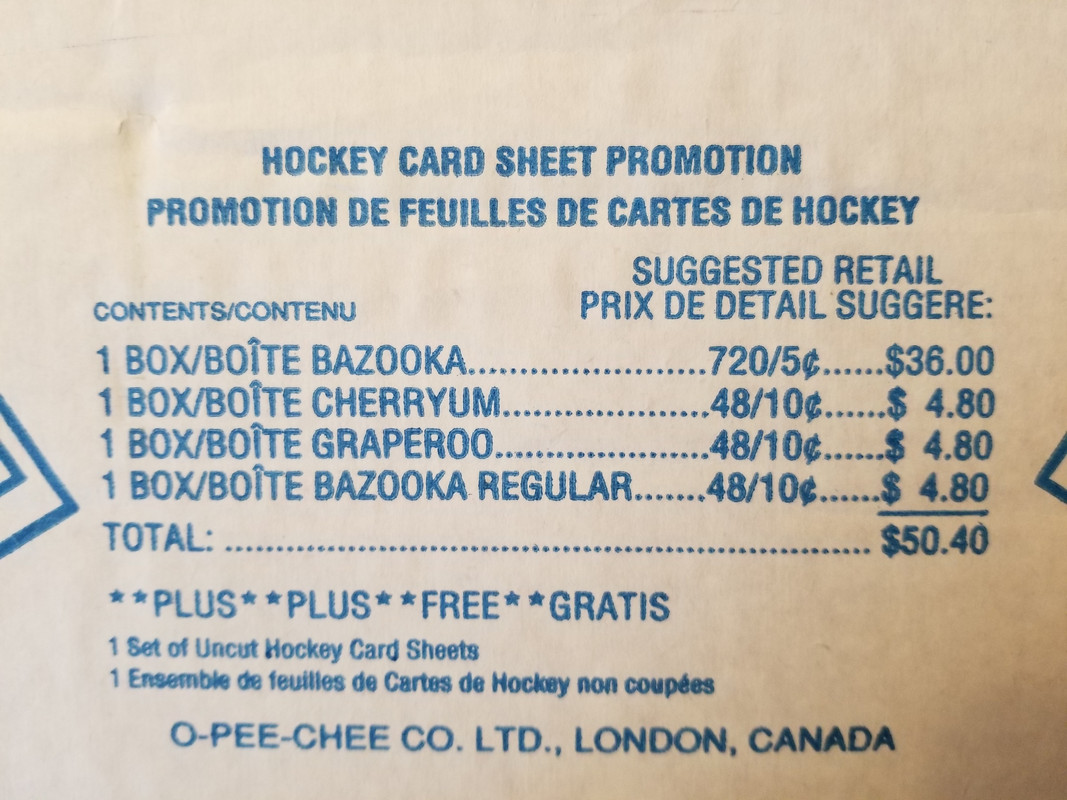 HOCKEY CARD SHEET PROMOTION
PROMOTION DE FEUILLES DE CARTES DE HOCKEY
SUGGESTED RETAIL
CONTENTS/CONTENU PRIX DE DETAIL SUGGERE:
1 BOX/BOÎTE BAZOOKA.......................720/5¢......$36.00
1 BOX/BOÎTE CHERRYUM....................48/10¢......$ 4.80
1 BOX/BOÎTE GRAPEROO.....................48/10¢......$ 4.80
1 BOX/BOÎTE BAZOOKA REGULAR.......48/10¢......$ 4.80
TOTAL: ............................................................... $50.40
**PLUS**PLUS**FREE**GRATIS
1 Set of Uncut Hockey Card Sheets
1 Ensemble de feuilles de Cartes de Hockey non coupées
O-PEE-CHEE CO. LTD., LONDON, CANADA